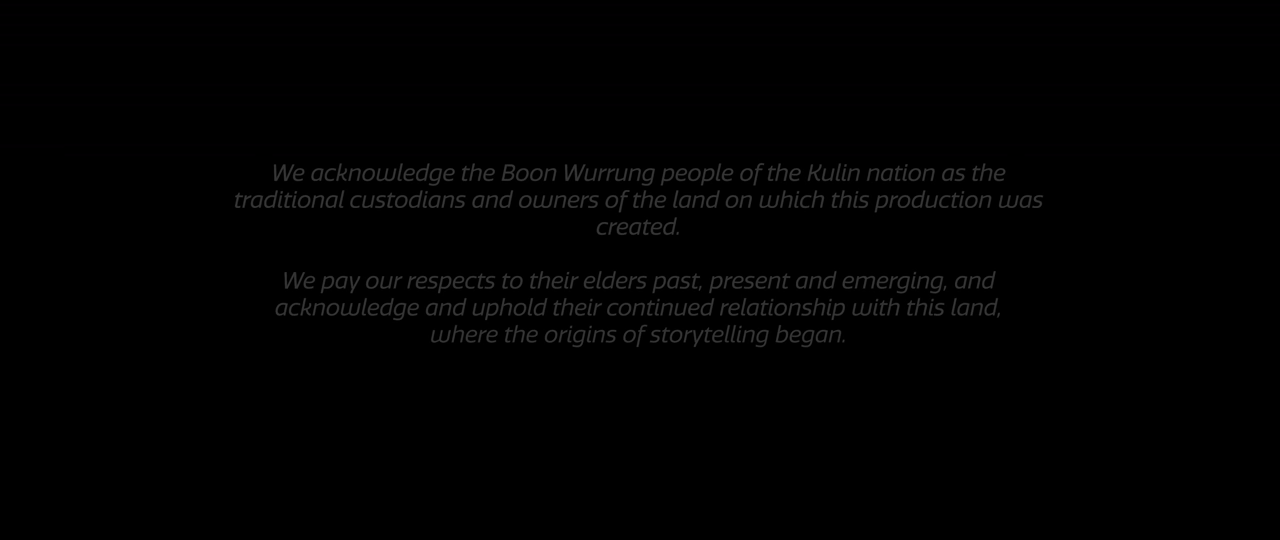 We acknowledge the Boon Wurrung people of the Kulin nation as the
traditional custodians and owners of the land on which this production was
created.
We pay our respects to their elders past, present and emerging, and
acknowledge and uphold their continued relationship with this land,
where the origins of storytelling began.